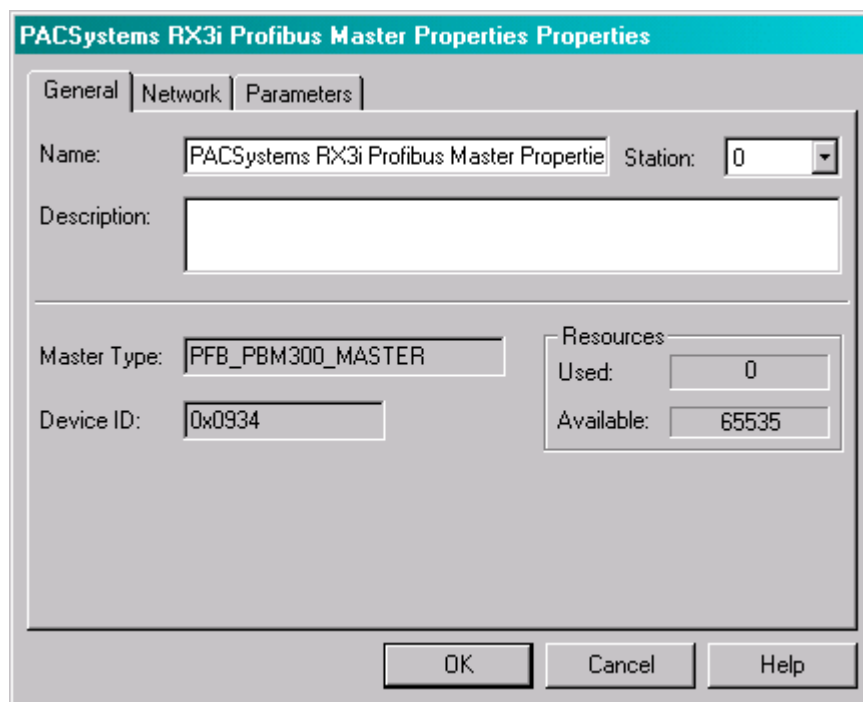 PACSystems RX3i Profibus Master Properties Properties
General Network Parameters
Name: PACSystems RX3i Profibus Master Propertie Station: 0
Description:
Resources
Master Type: PFB_PBM300_MASTER Used: 0
Device ID: 0x0934 Available: 65535
OK Cancel Help